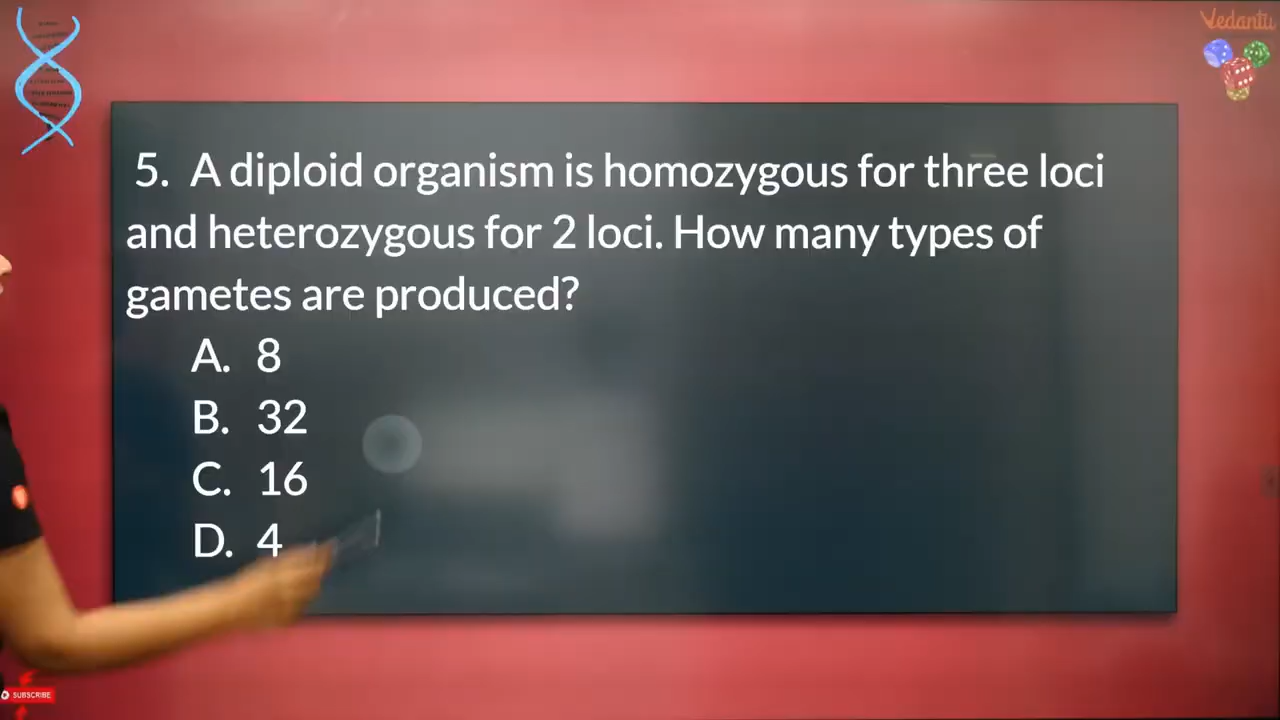 Vedantu
5. A diploid organism is homozygous for three loci
and heterozygous for 2 loci. How many types of
gametes are produced?
A. 8
B. 32
C. 16
D. 4
SUBSCRIBE